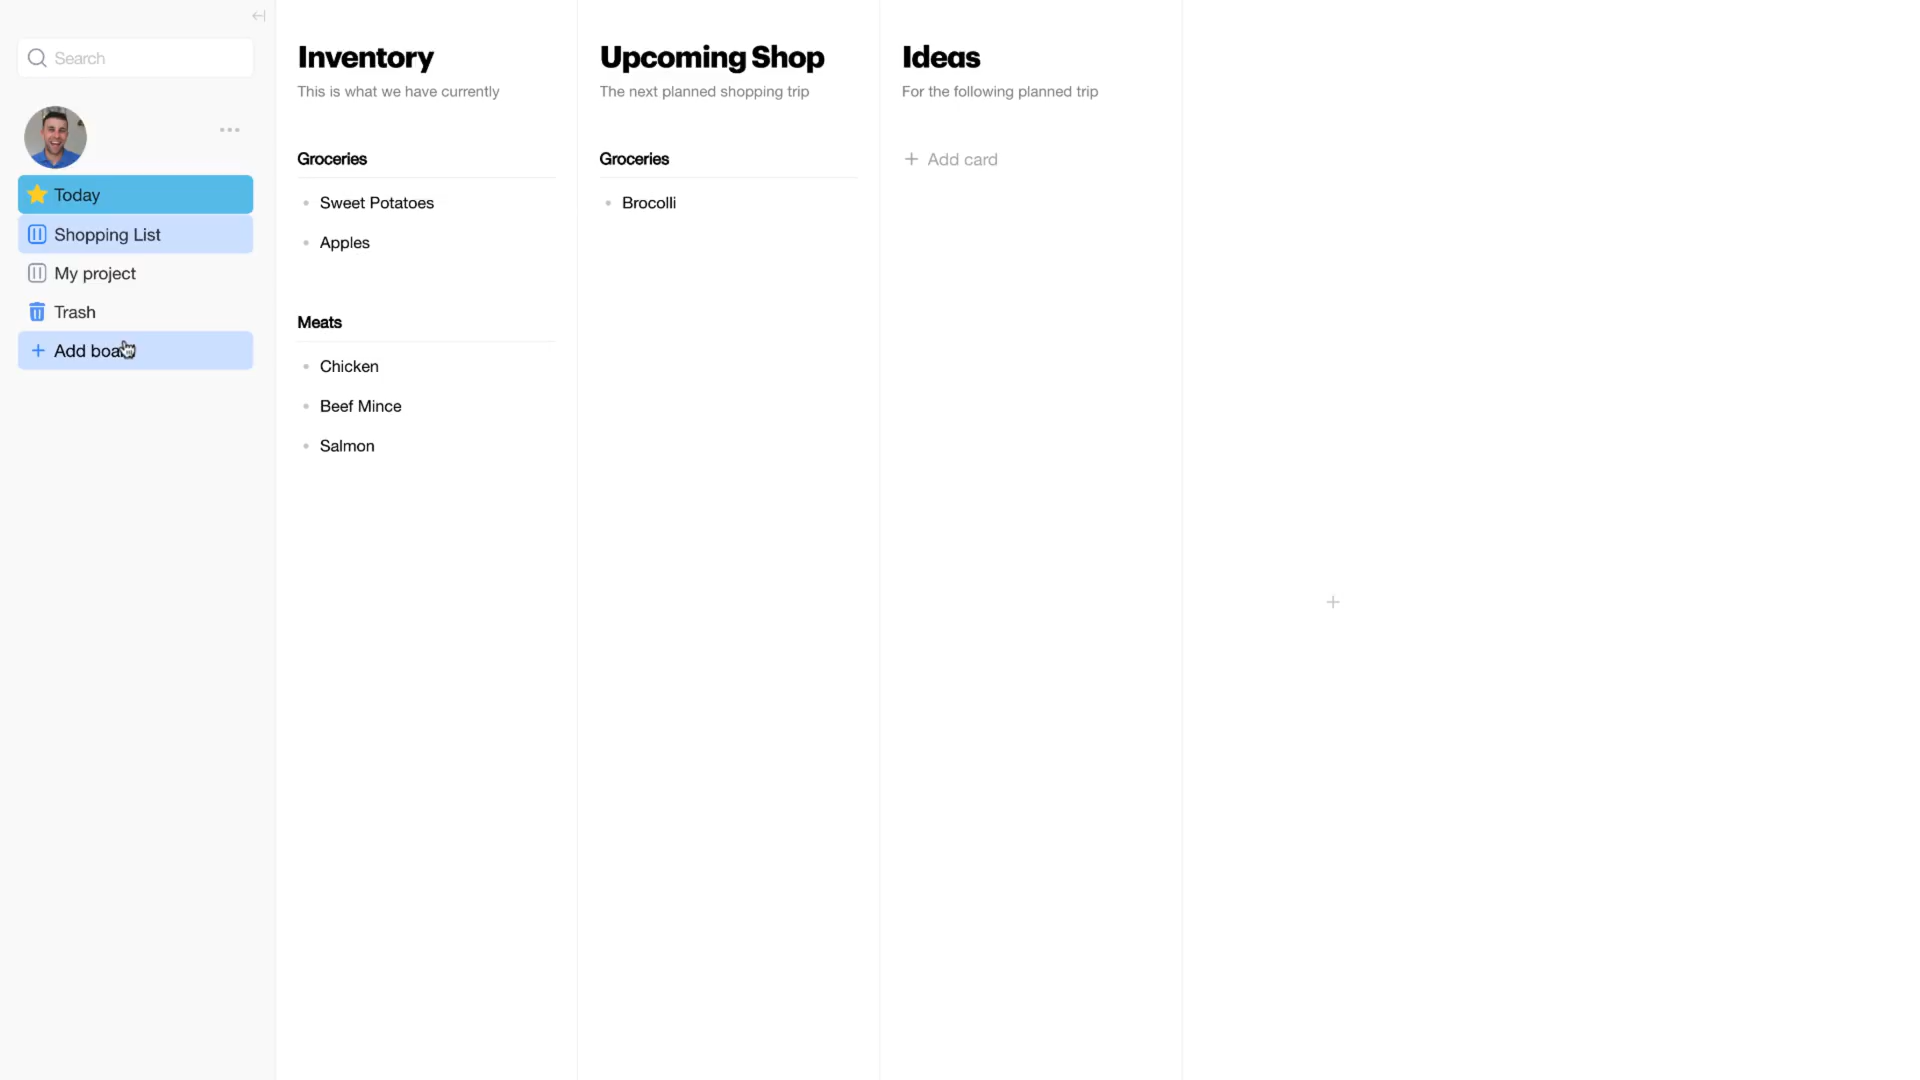 Search
Today
Shopping List
My project
Trash
Add board
Inventory
This is what we have currently
Groceries
Sweet Potatoes
Apples
Meats
Chicken
Beef Mince
Salmon
Upcoming Shop
The next planned shopping trip
Groceries
Brocolli
Ideas
For the following planned trip
Add card